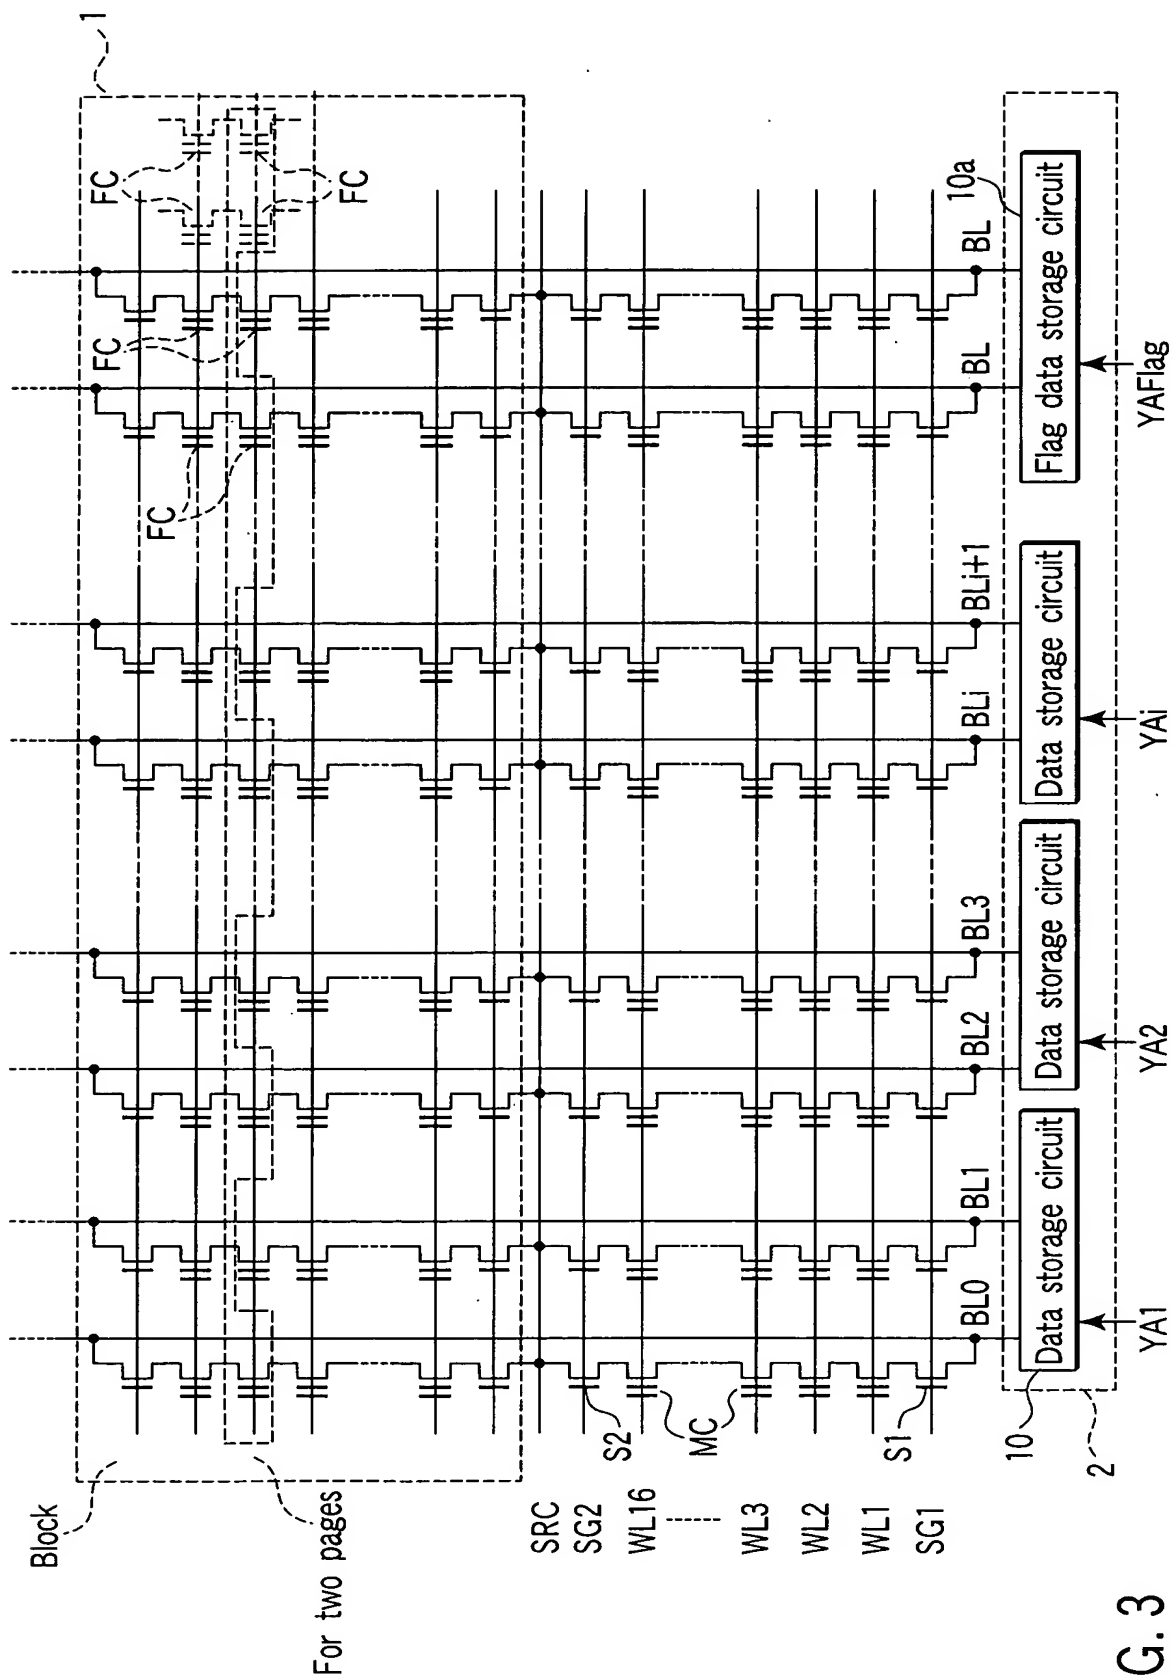 1
Block
For two pages
FC
FC
FC
FC
SRC
SG2
WL16
WL3
WL2
WL1
SG1
S2
MC
S1
BL0
BL1
BL2
BL3
BLi
BLi+1
BL
BL
10
Data storage circuit
Data storage circuit
Data storage circuit
10a
Flag data storage circuit
2
YA1
YA2
YAi
YAFlag
G. 3